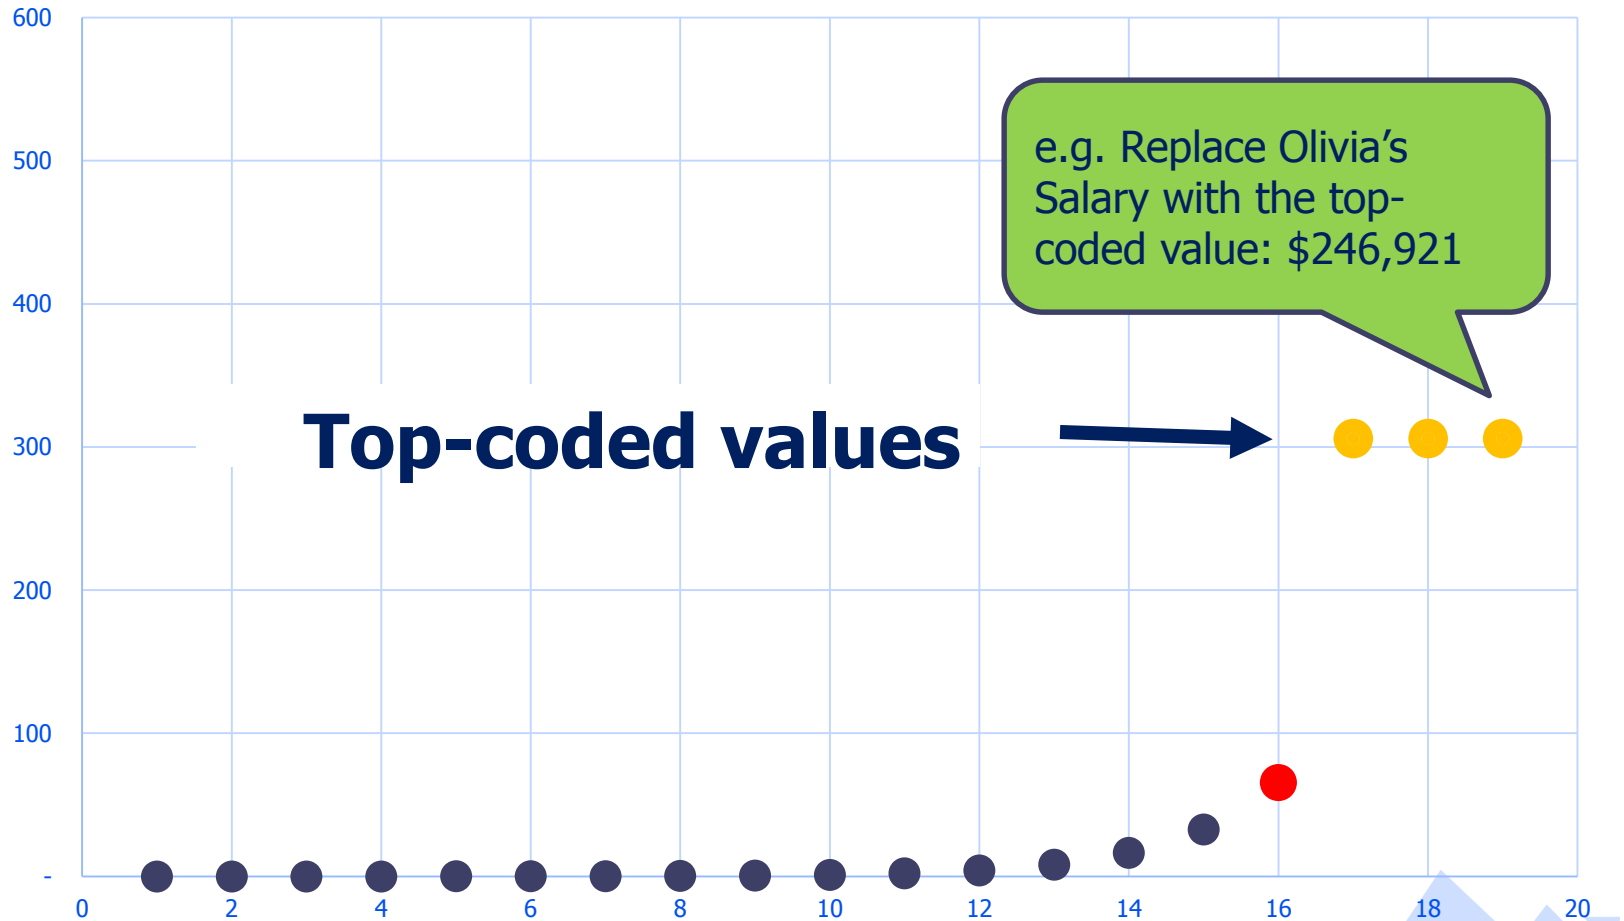 600
500
400
300
200
100
-
e.g. Replace Olivia’s
Salary with the top-
coded value: $246,921
Top-coded values
0 2 4 6 8 10 12 14 16 18 20